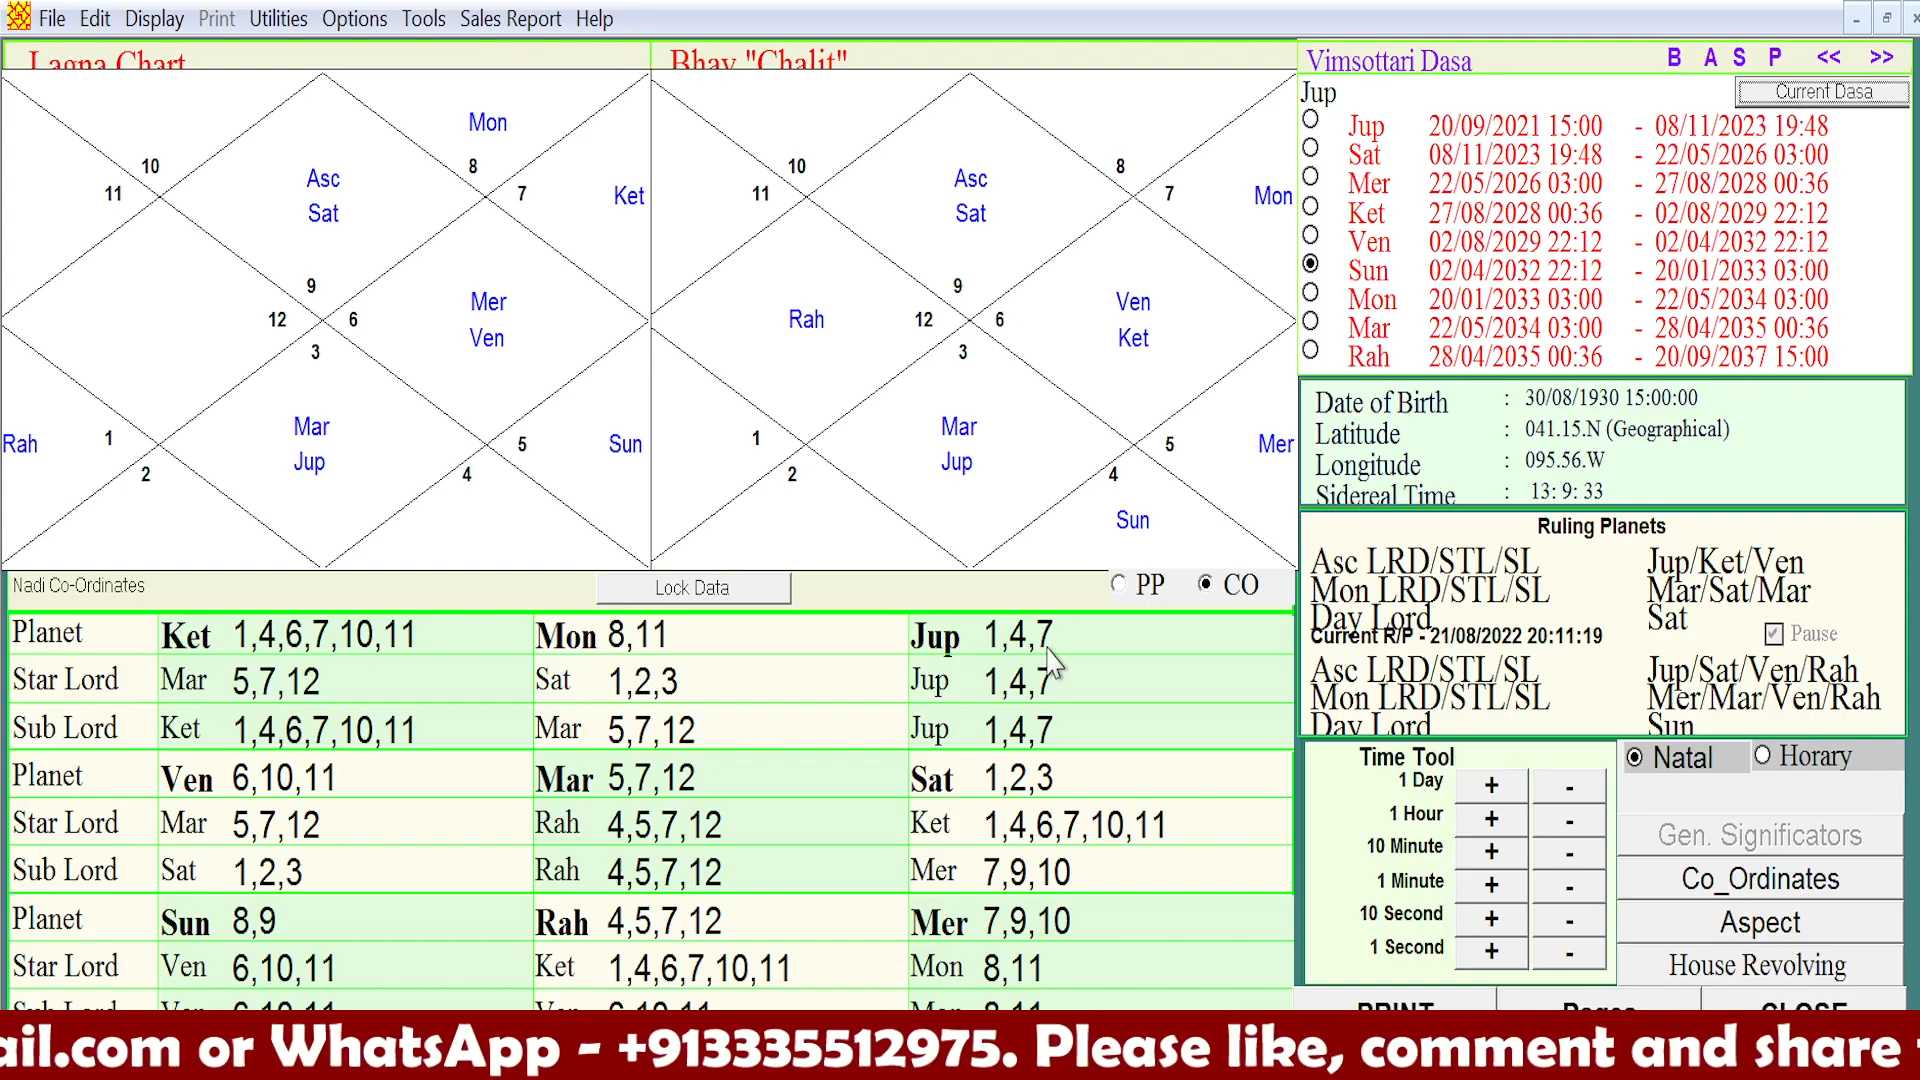 File Edit Display Print Utilities Options Tools Sales Report Help
Lagna Chart
Bhav "Chalit"
Mon
10
8
11
Asc
7
Ket
Sat
9
Mer
12
6
Ven
3
Mar
Rah
1
Jup
5
Sun
2
4
10
8
11
Asc
7
Mon
Sat
9
Ven
Rah
12
6
Ket
3
Mar
1
Jup
5
Mer
2
4
Sun
Vimsottari Dasa B A S P << >>
Jup Current Dasa
Jup 20/09/2021 15:00 - 08/11/2023 19:48
Sat 08/11/2023 19:48 - 22/05/2026 03:00
Mer 22/05/2026 03:00 - 27/08/2028 00:36
Ket 27/08/2028 00:36 - 02/08/2029 22:12
Ven 02/08/2029 22:12 - 02/04/2032 22:12
Sun 02/04/2032 22:12 - 20/01/2033 03:00
Mon 20/01/2033 03:00 - 22/05/2034 03:00
Mar 22/05/2034 03:00 - 28/04/2035 00:36
Rah 28/04/2035 00:36 - 20/09/2037 15:00
Date of Birth : 30/08/1930 15:00:00
Latitude : 041.15.N (Geographical)
Longitude : 095.56.W
Sidereal Time : 13: 9: 33
Ruling Planets
Asc LRD/STL/SL Jup/Ket/Ven
Mon LRD/STL/SL Mar/Sat/Mar
Day Lord Sat
Current R/P - 21/08/2022 20:11:19 Pause
Asc LRD/STL/SL Jup/Sat/Ven/Rah
Mon LRD/STL/SL Mer/Mar/Ven/Rah
Day Lord Sun
Nadi Co-Ordinates Lock Data PP CO
Planet Ket 1,4,6,7,10,11 Mon 8,11 Jup 1,4,7
Star Lord Mar 5,7,12 Sat 1,2,3 Jup 1,4,7
Sub Lord Ket 1,4,6,7,10,11 Mar 5,7,12 Jup 1,4,7
Planet Ven 6,10,11 Mar 5,7,12 Sat 1,2,3
Star Lord Mar 5,7,12 Rah 4,5,7,12 Ket 1,4,6,7,10,11
Sub Lord Sat 1,2,3 Rah 4,5,7,12 Mer 7,9,10
Planet Sun 8,9 Rah 4,5,7,12 Mer 7,9,10
Star Lord Ven 6,10,11 Ket 1,4,6,7,10,11 Mon 8,11
Time Tool
1 Day + -
1 Hour + -
10 Minute + -
1 Minute + -
10 Second + -
1 Second + -
Natal Horary
Gen. Significators
Co_Ordinates
Aspect
House Revolving
PRINT Pages CLOSE
ail.com or WhatsApp - +913335512975. Please like, comment and share